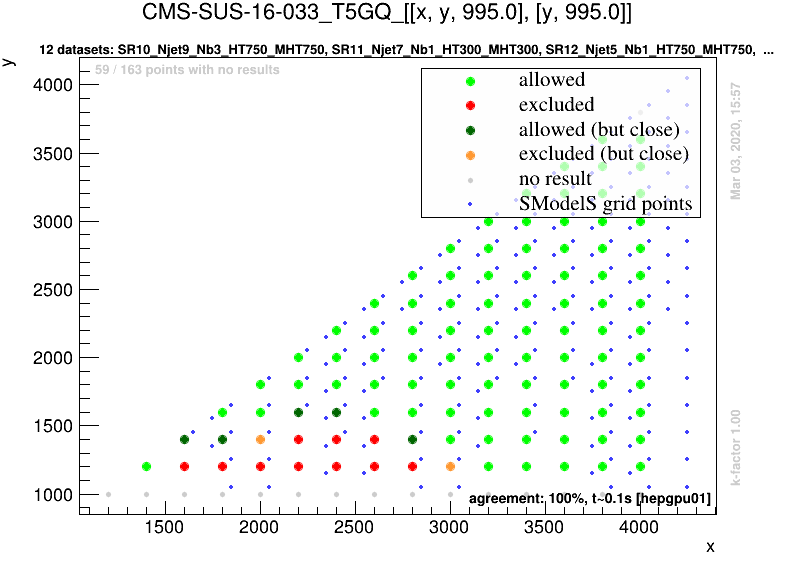 CMS-SUS-16-033_T5GQ_[[x, y, 995.0], [y, 995.0]]
12 datasets: SR10_Njet9_Nb3_HT750_MHT750, SR11_Njet7_Nb1_HT300_MHT300, SR12_Njet5_Nb1_HT750_MHT750, ...
y
59 / 163 points with no results
allowed
excluded
allowed (but close)
excluded (but close)
no result
SModelS grid points
4000
3500
3000
2500
2000
1500
1000
Mar 03, 2020, 15:57
k-factor 1.00
agreement: 100%, t~0.1s [hepgpu01]
1500 2000 2500 3000 3500 4000
x